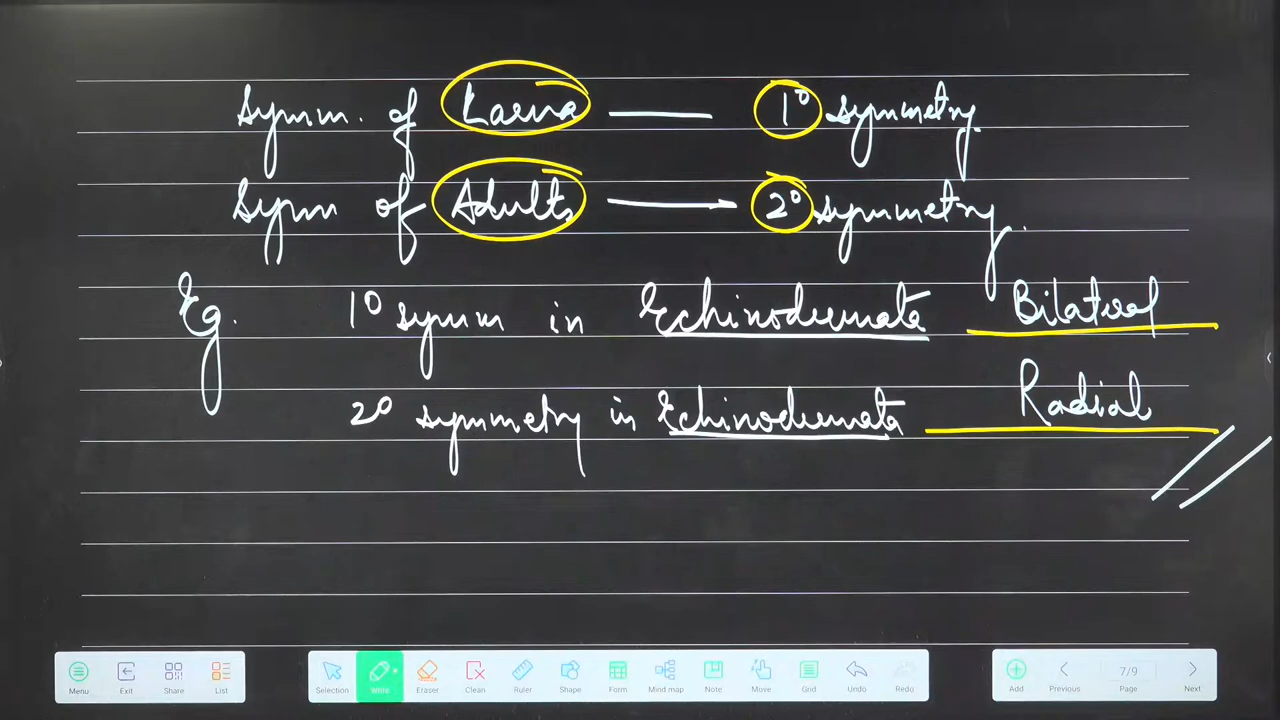 Symm. of Larva — 1° symmetry.
Symm of Adults → 2° symmetry.
Eg. 1° symm in Echinodermata Bilateral
2° symmetry in Echinodermata Radial
Menu Exit Share List Selection Write Eraser Clean Ruler Shape Form Mind map Note Move Grid Undo Redo Add Previous 7/9 Page Next